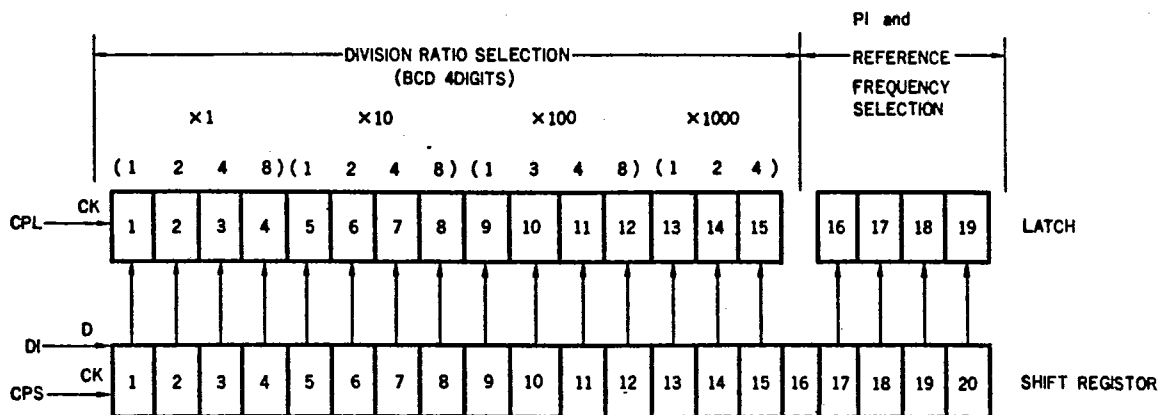 PI and
DIVISION RATIO SELECTION
REFERENCE
(BCD 4DIGITS)
FREQUENCY
SELECTION
×1 ×10 ×100 ×1000
(1 2 4 8)(1 2 4 8)(1 3 4 8)(1 2 4)
CK
CPL 1 2 3 4 5 6 7 8 9 10 11 12 13 14 15 16 17 18 19 LATCH
D
DI
CK
1 2 3 4 5 6 7 8 9 10 11 12 13 14 15 16 17 18 19 20 SHIFT REGISTOR
CPS